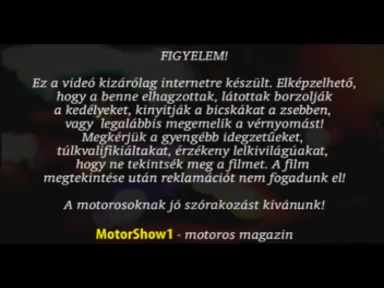 FIGYELEM!
Ez a videó kizárólag internetre készült. Elképzelhető,
hogy a benne elhagzottak, látottak borzolják
a kedélyeket, kinyitják a bicskákat a zsebben,
vagy legalábbis megemelik a vérnyomást!
Megkérjük a gyengébb idegzetűeket,
túlkvalifikiáltakat, érzékeny lelkivilágúakat,
hogy ne tekintsék meg a filmet. A film
megtekintése után reklamációt nem fogadunk el!
A motorosoknak jó szórakozást kívánunk!
MotorShow1 - motoros magazin